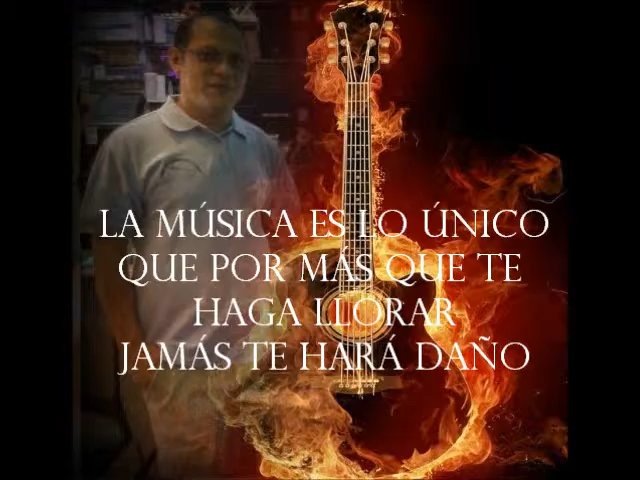 LA MÚSICA ES LO ÚNICO
QUE POR MÁS QUE TE
HAGA LLORAR
JAMÁS TE HARÁ DAÑO